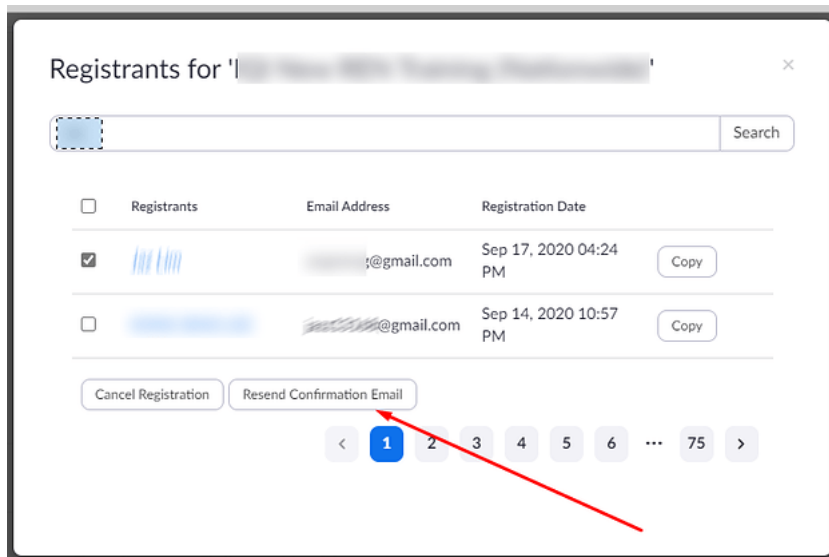 Registrants for '
Search
Registrants Email Address Registration Date
@gmail.com Sep 17, 2020 04:24 PM Copy
@gmail.com Sep 14, 2020 10:57 PM Copy
Cancel Registration Resend Confirmation Email
< 1 2 3 4 5 6 ... 75 >